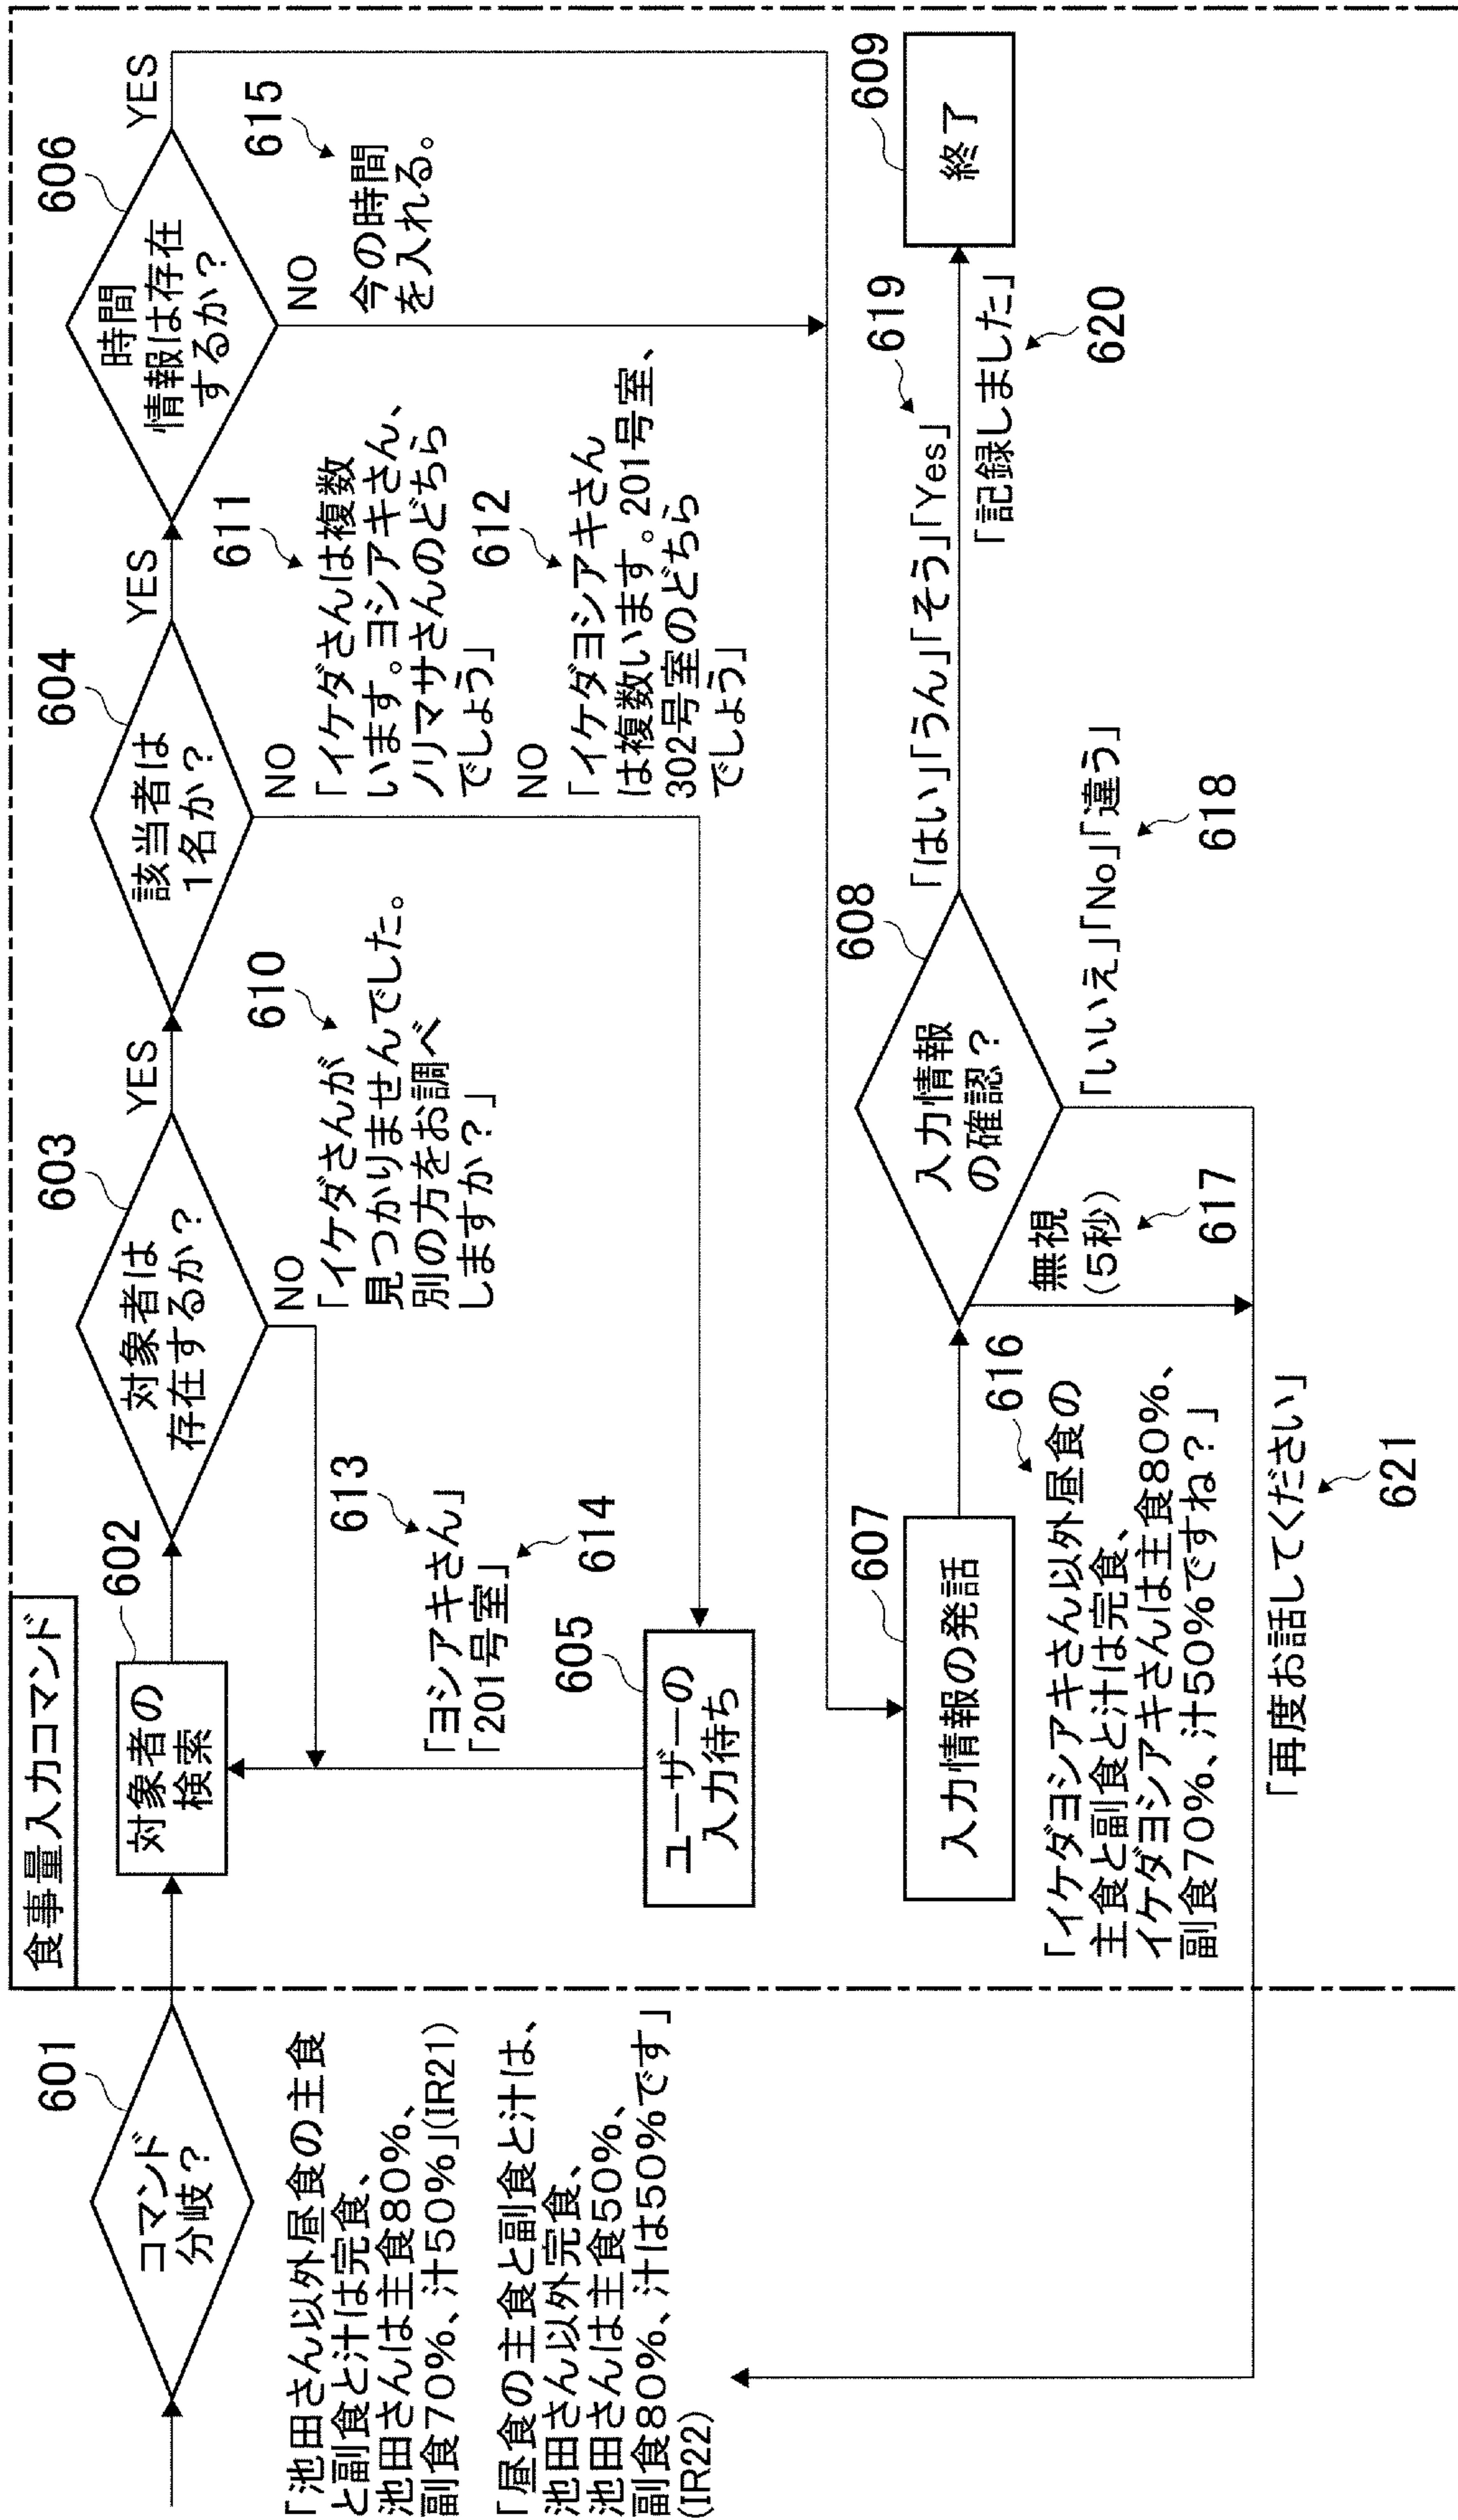 食事量入力コマンド
601
コマンド
分岐？
「池田さん以外昼食の主食
と副食と汁は完食、
池田さんは主食80%、
副食70%、汁50%」(IR21)
「昼食の主食と副食と汁は、
池田さん以外完食、
池田さんは主食50%、
副食80%、汁は50%です」
(IR22)
602
対象者の
検索
603
対象者は
存在するか？
YES
NO
610
「イケダさんが
見つかりませんでした。
別の方をお調べ
しますか？」
604
該当者は
1名か？
YES
NO
611
「イケダさんは複数
います。ヨシアキさん、
ノリマサさんのどちら
でしょう」
NO
612
「イケダヨシアキさん
は複数います。201号室、
302号室のどちら
でしょう」
606
時間
情報は存在
するか？
YES
NO
615
今の時間
を入れる。
613
「ヨシアキさん」
「201号室」
614
605
ユーザーの
入力待ち
607
入力情報の発話
616
「イケダヨシアキさん以外昼食の
主食と副食と汁は完食、
イケダヨシアキさんは主食80%、
副食70%、汁50%ですね？」
608
入力情報
の確認？
無視
(5秒)
617
「いいえ」「No」「違う」
618
「はい」「うん」「そう」「Yes」
619
「記録しました」
620
609
終了
「再度お話してください」
621